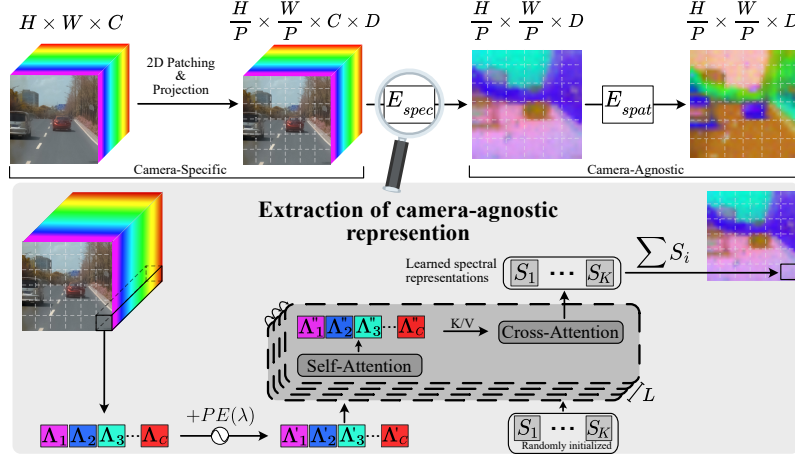 H × W × C
2D Patching
&
Projection
H/P × W/P × C × D
E_spec
H/P × W/P × D
E_spat
H/P × W/P × D
Camera-Specific
Camera-Agnostic
Extraction of camera-agnostic
represention
Learned spectral
representations
S_1 ··· S_K
∑ S_i
Λ''_1 Λ''_2 Λ''_3 ··· Λ''_C
K/V
Cross-Attention
Self-Attention
L
Λ_1 Λ_2 Λ_3 ··· Λ_C
+PE(λ)
Λ'_1 Λ'_2 Λ'_3 ··· Λ'_C
S_1 ··· S_K
Randomly initialized